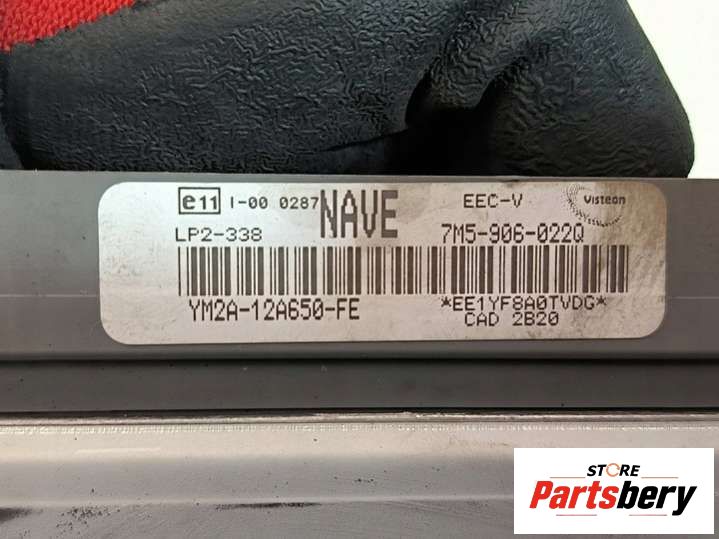 e11 I-00 0287 NAVE EEC-V Visteon
LP2-338 7M5-906-022Q
YM2A-12A650-FE *EE1YF8A0TVDG*
CAD 2B20
STORE
Partsbery